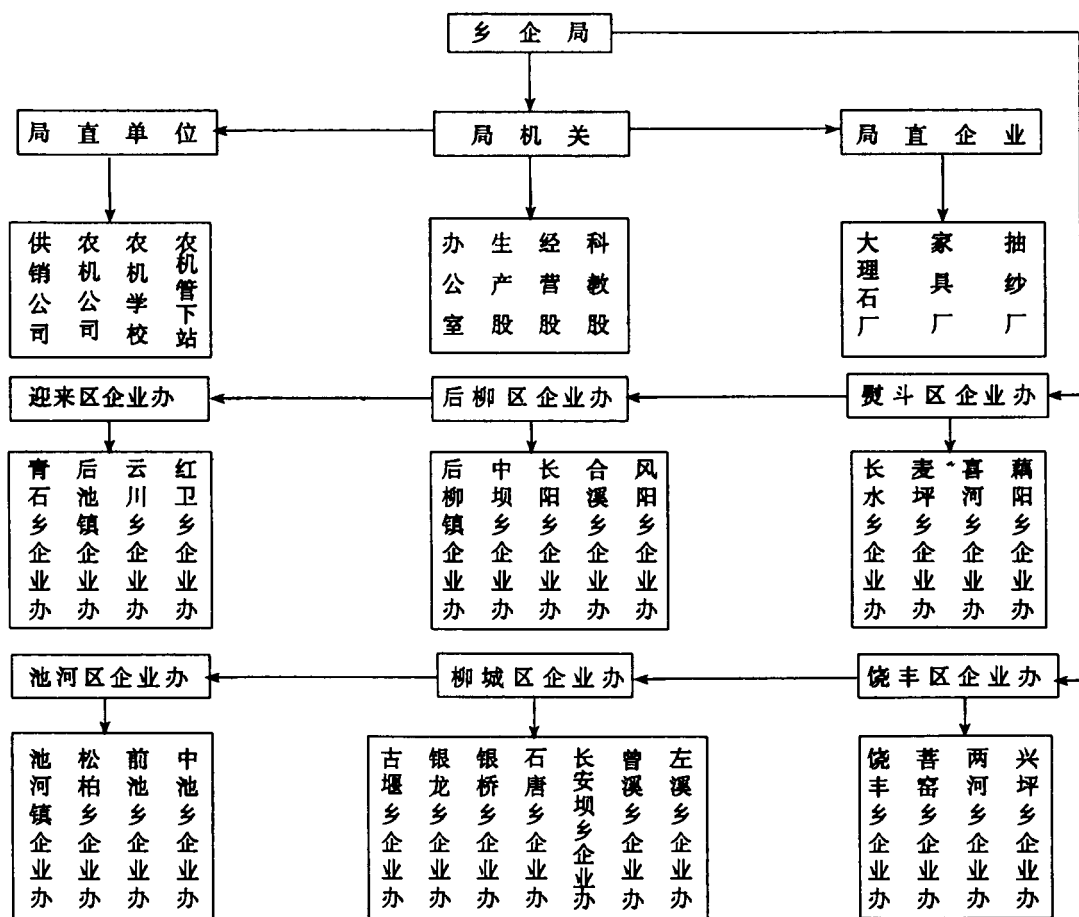 乡企局
局直单位
局机关
局直企业
供销公司
农机公司
农机学校
农机管下站
办公室
生产股
经营股
科教股
大理石厂
家具厂
抽纱厂
迎来区企业办
后柳区企业办
熨斗区企业办
青石乡企业办
后池镇企业办
云川乡企业办
红卫乡企业办
后柳镇企业办
中坝乡企业办
长阳乡企业办
合溪乡企业办
风阳乡企业办
长水乡企业办
麦坪乡企业办
喜河乡企业办
藕阳乡企业办
池河区企业办
柳城区企业办
饶丰区企业办
池河镇企业办
松柏乡企业办
前池乡企业办
中池乡企业办
古堰乡企业办
银龙乡企业办
银桥乡企业办
石唐乡企业办
长安坝乡企业办
曾溪乡企业办
左溪乡企业办
饶丰乡企业办
菩窑乡企业办
两河乡企业办
兴坪乡企业办